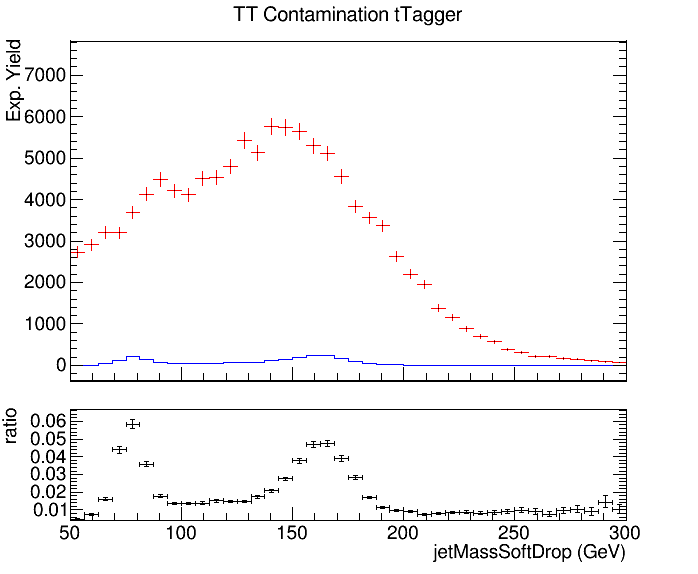 TT Contamination tTagger
Exp. Yield
7000
6000
5000
4000
3000
2000
1000
0
ratio
0.06
0.05
0.04
0.03
0.02
0.01
50 100 150 200 250 300
jetMassSoftDrop (GeV)